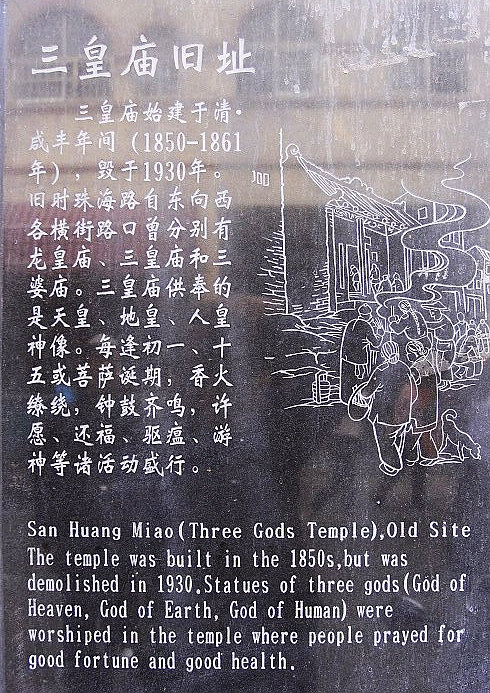 三皇庙旧址
三皇庙始建于清·
咸丰年间（1850-1861
年），毁于1930年。
旧时珠海路自东向西
各横街路口曾分别有
龙皇庙、三皇庙和三
婆庙。三皇庙供奉的
是天皇、地皇、人皇
神像。每逢初一、十
五或菩萨诞期，香火
缭绕，钟鼓齐鸣，许
愿、还福、驱瘟、游
神等诸活动盛行。
San Huang Miao(Three Gods Temple),Old Site
The temple was built in the 1850s,but was
demolished in 1930.Statues of three gods(God of
Heaven, God of Earth, God of Human) were
worshiped in the temple where people prayed for
good fortune and good health.